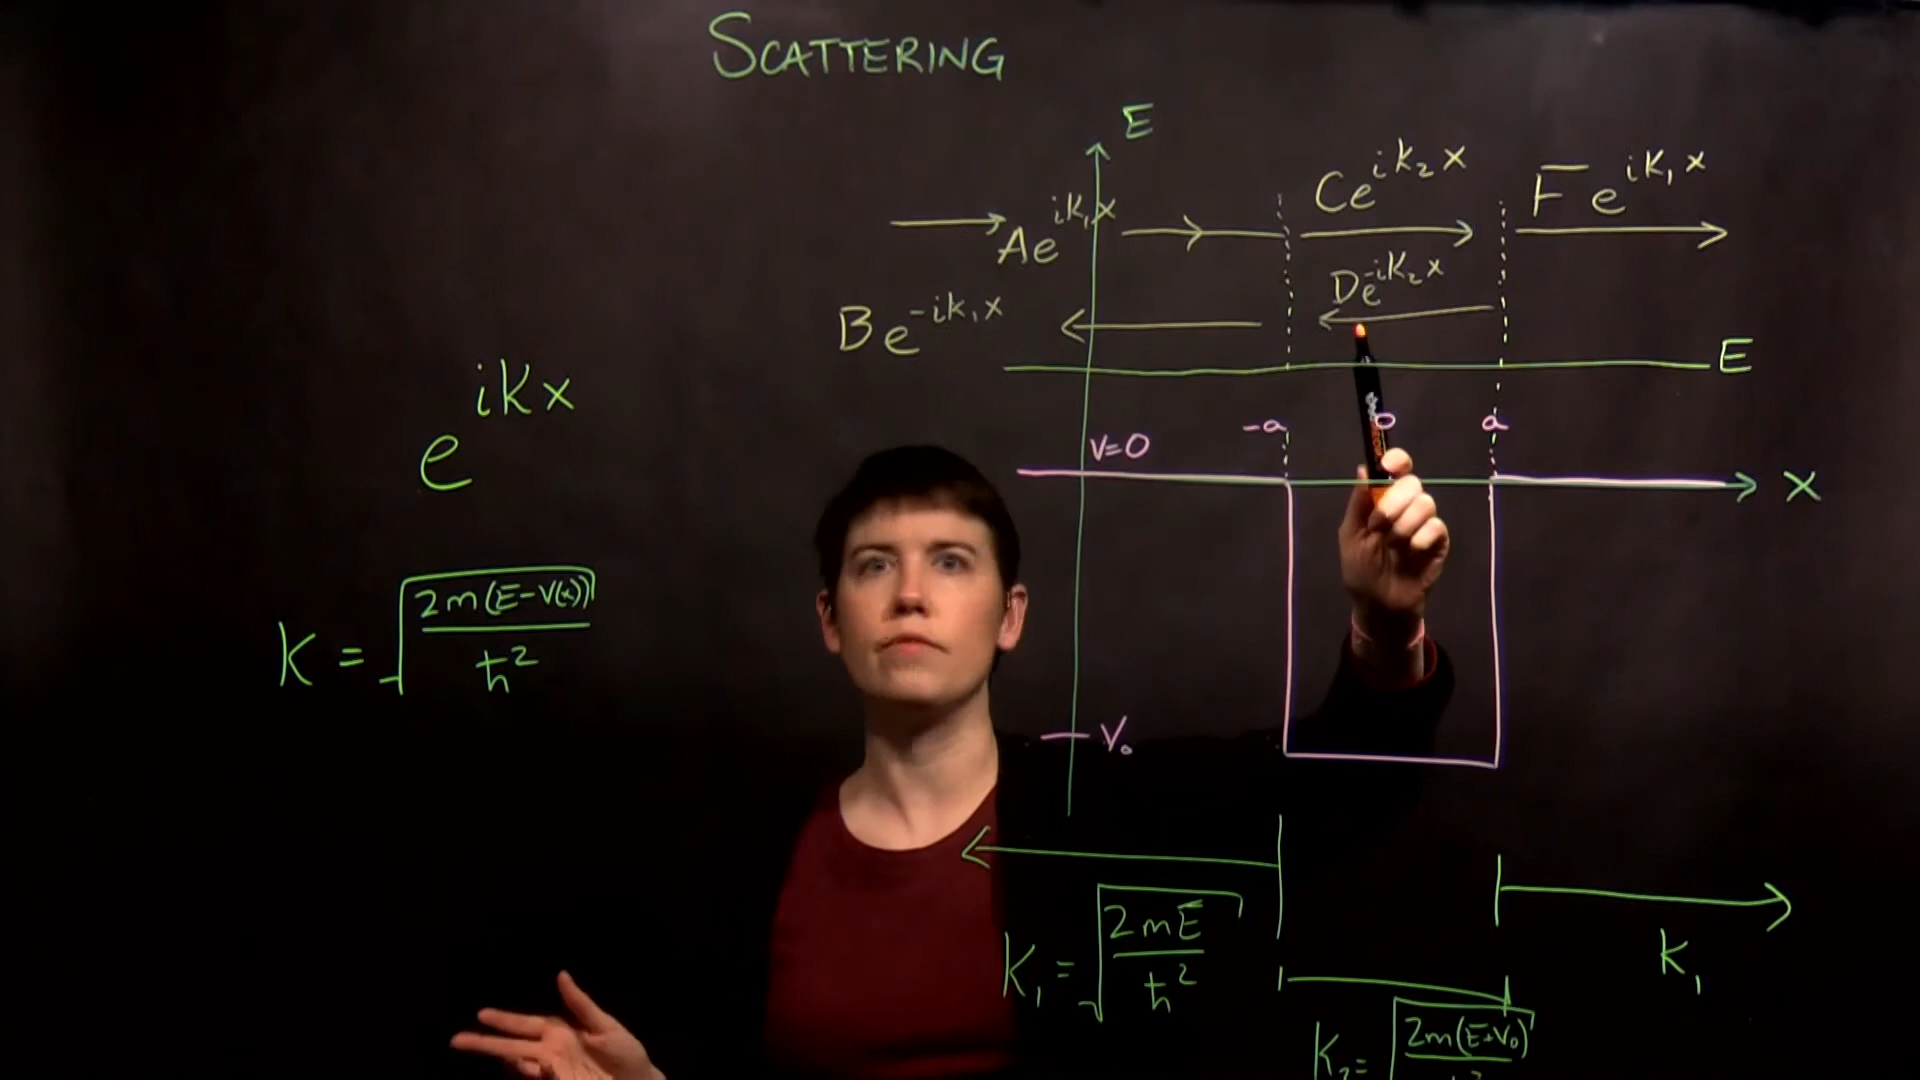 SCATTERING
E
Ae^{ik₁x}
Ce^{ik₂x}
Fe^{ik₁x}
Be^{-ik₁x}
De^{-ik₂x}
E
e^{ikx}
-a
0
a
V=0
x
K = √(2m(E-V(x))/ħ²)
V₀
K₁ = √(2mE/ħ²)
K₁
K₂ = √(2m(E+V₀)